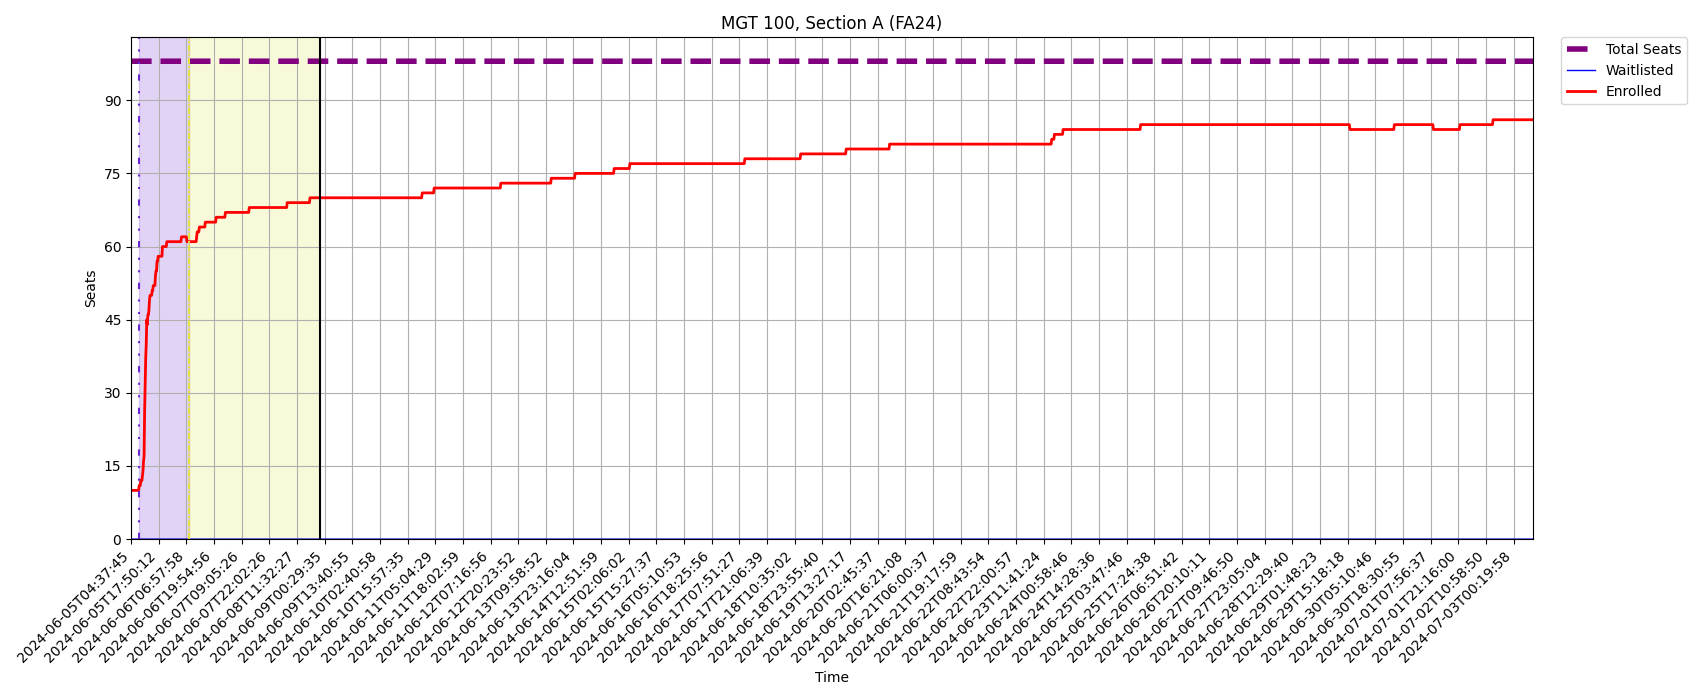 MGT 100, Section A (FA24)
Total Seats
Waitlisted
Enrolled
Seats
90
75
60
45
30
15
0
2024-06-05T04:37:45
2024-06-05T17:50:12
2024-06-06T06:57:58
2024-06-06T19:54:56
2024-06-07T09:05:26
2024-06-07T22:02:26
2024-06-08T11:32:27
2024-06-09T00:29:35
2024-06-09T13:40:55
2024-06-10T02:40:58
2024-06-10T15:57:35
2024-06-11T05:04:29
2024-06-11T18:02:59
2024-06-12T07:16:56
2024-06-12T20:23:52
2024-06-13T09:58:52
2024-06-13T23:16:04
2024-06-14T12:51:59
2024-06-15T02:06:02
2024-06-15T15:27:37
2024-06-16T05:10:53
2024-06-16T18:25:56
2024-06-17T07:51:27
2024-06-17T21:06:39
2024-06-18T10:35:02
2024-06-18T23:55:40
2024-06-19T13:27:17
2024-06-20T02:45:37
2024-06-20T16:21:08
2024-06-21T06:00:37
2024-06-21T19:17:59
2024-06-22T08:43:54
2024-06-22T22:00:57
2024-06-23T11:41:24
2024-06-24T00:58:46
2024-06-24T14:28:36
2024-06-25T03:47:46
2024-06-25T17:24:38
2024-06-26T06:51:42
2024-06-26T20:10:11
2024-06-27T09:46:50
2024-06-27T23:05:04
2024-06-28T12:29:40
2024-06-29T01:48:23
2024-06-29T15:18:18
2024-06-30T05:10:46
2024-06-30T18:30:55
2024-07-01T07:56:37
2024-07-01T21:16:00
2024-07-02T10:58:50
2024-07-03T00:19:58
Time